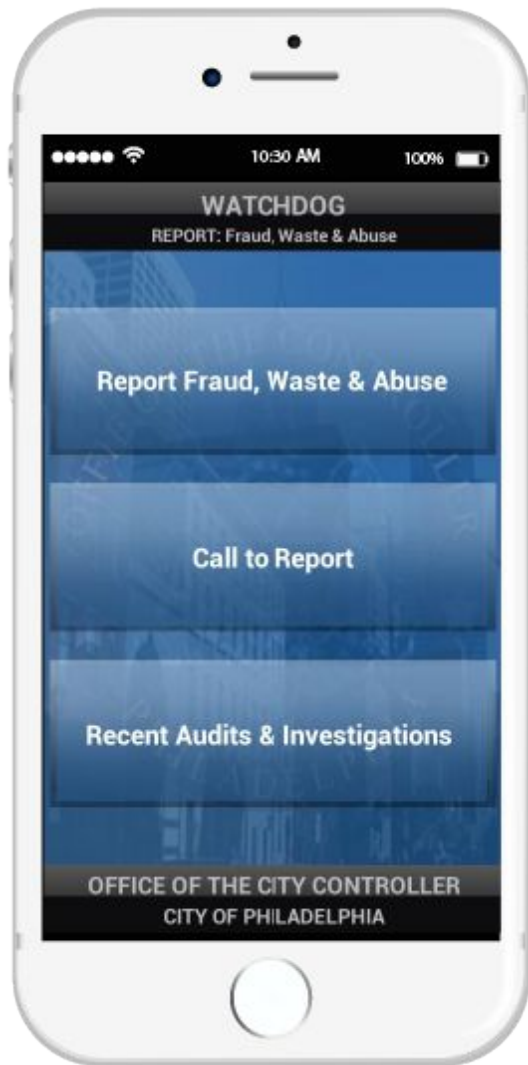 10:30 AM
100%
WATCHDOG
REPORT: Fraud, Waste & Abuse
Report Fraud, Waste & Abuse
Call to Report
Recent Audits & Investigations
OFFICE OF THE CITY CONTROLLER
CITY OF PHILADELPHIA